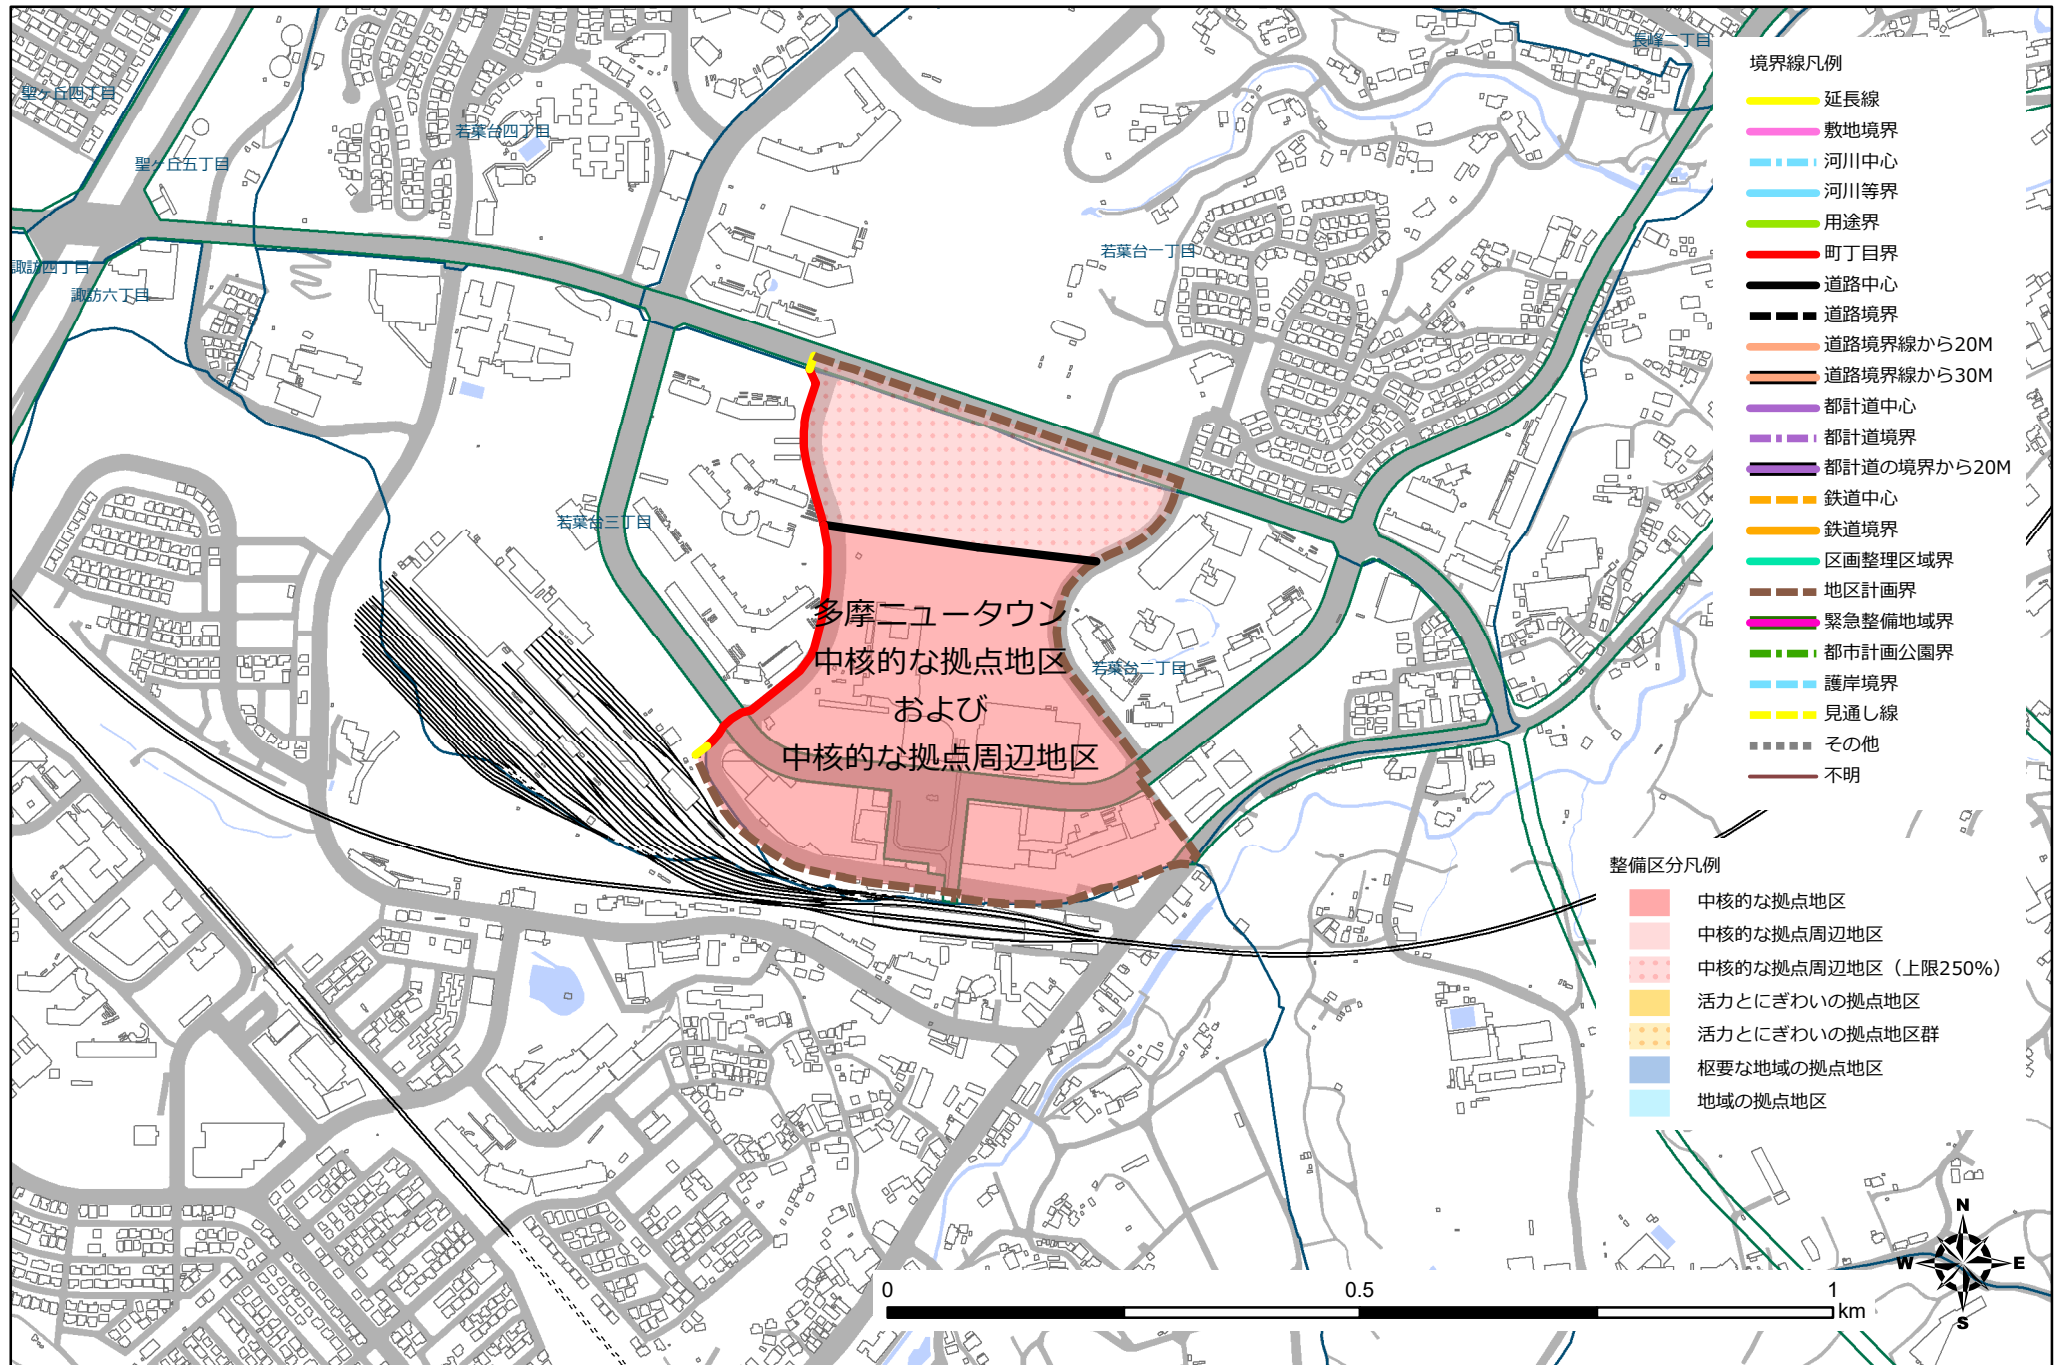 長峰二丁目
聖ヶ丘四丁目
若葉台四丁目
聖ヶ丘五丁目
諏訪四丁目
諏訪六丁目
若葉台一丁目
若葉台三丁目
若葉台二丁目
多摩ニュータウン
中核的な拠点地区
および
中核的な拠点周辺地区
境界線凡例
延長線
敷地境界
河川中心
河川等界
用途界
町丁目界
道路中心
道路境界
道路境界線から20M
道路境界線から30M
都計道中心
都計道境界
都計道の境界から20M
鉄道中心
鉄道境界
区画整理区域界
地区計画界
緊急整備地域界
都市計画公園界
護岸境界
見通し線
その他
不明
整備区分凡例
中核的な拠点地区
中核的な拠点周辺地区
中核的な拠点周辺地区（上限250%）
活力とにぎわいの拠点地区
活力とにぎわいの拠点地区群
枢要な地域の拠点地区
地域の拠点地区
N
W E
S
0 0.5 1
km